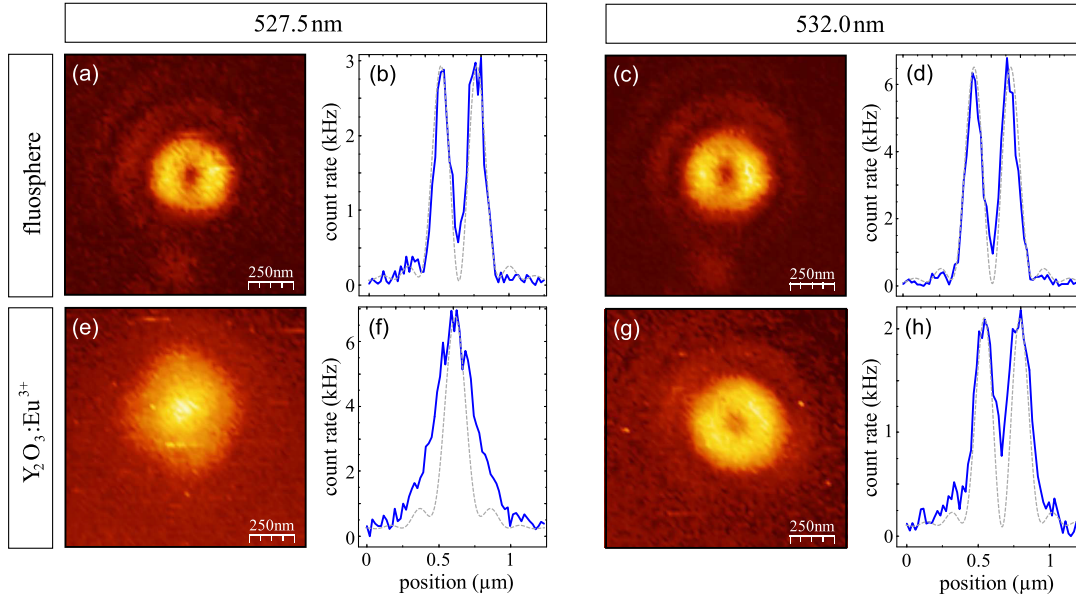 527.5 nm
532.0 nm
fluosphere
(a)
250nm
(b)
count rate (kHz)
3
2
1
0
(c)
250nm
(d)
count rate (kHz)
6
4
2
0
Y₂O₃:Eu³⁺
(e)
250nm
(f)
count rate (kHz)
6
4
2
0
0
0.5
1
position (µm)
(g)
250nm
(h)
count rate (kHz)
2
1
0
0
0.5
1
position (µm)